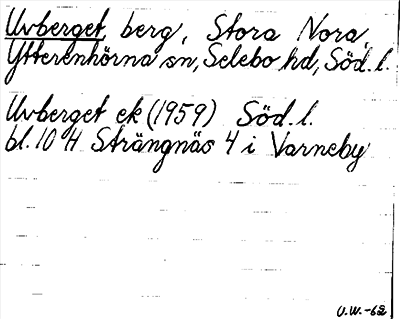 Uvberget, berg, Stora Nora,
Ytterenhörna sn, Selebo hd, Söd. l.
Uvberget ek (1959) Söd. l.
bl. 10 H Strängnäs 4 i Varneby
U.W.-62